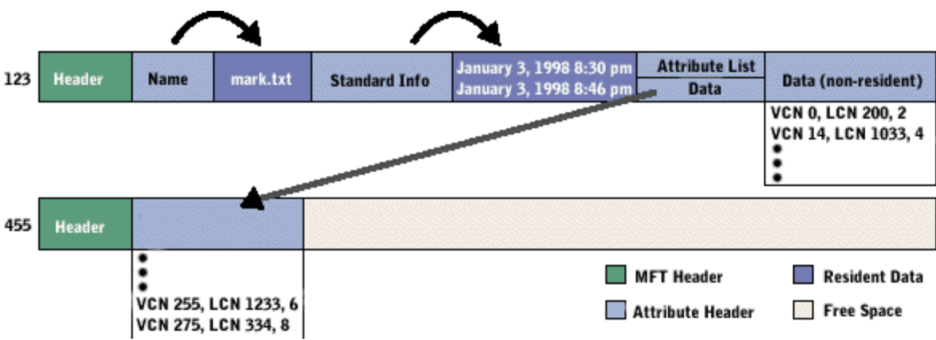 123
Header
Name
mark.txt
Standard Info
January 3, 1998 8:30 pm
January 3, 1998 8:46 pm
Attribute List
Data
Data (non-resident)
VCN 0, LCN 200, 2
VCN 14, LCN 1033, 4
455
Header
VCN 255, LCN 1233, 6
VCN 275, LCN 334, 8
MFT Header
Resident Data
Attribute Header
Free Space